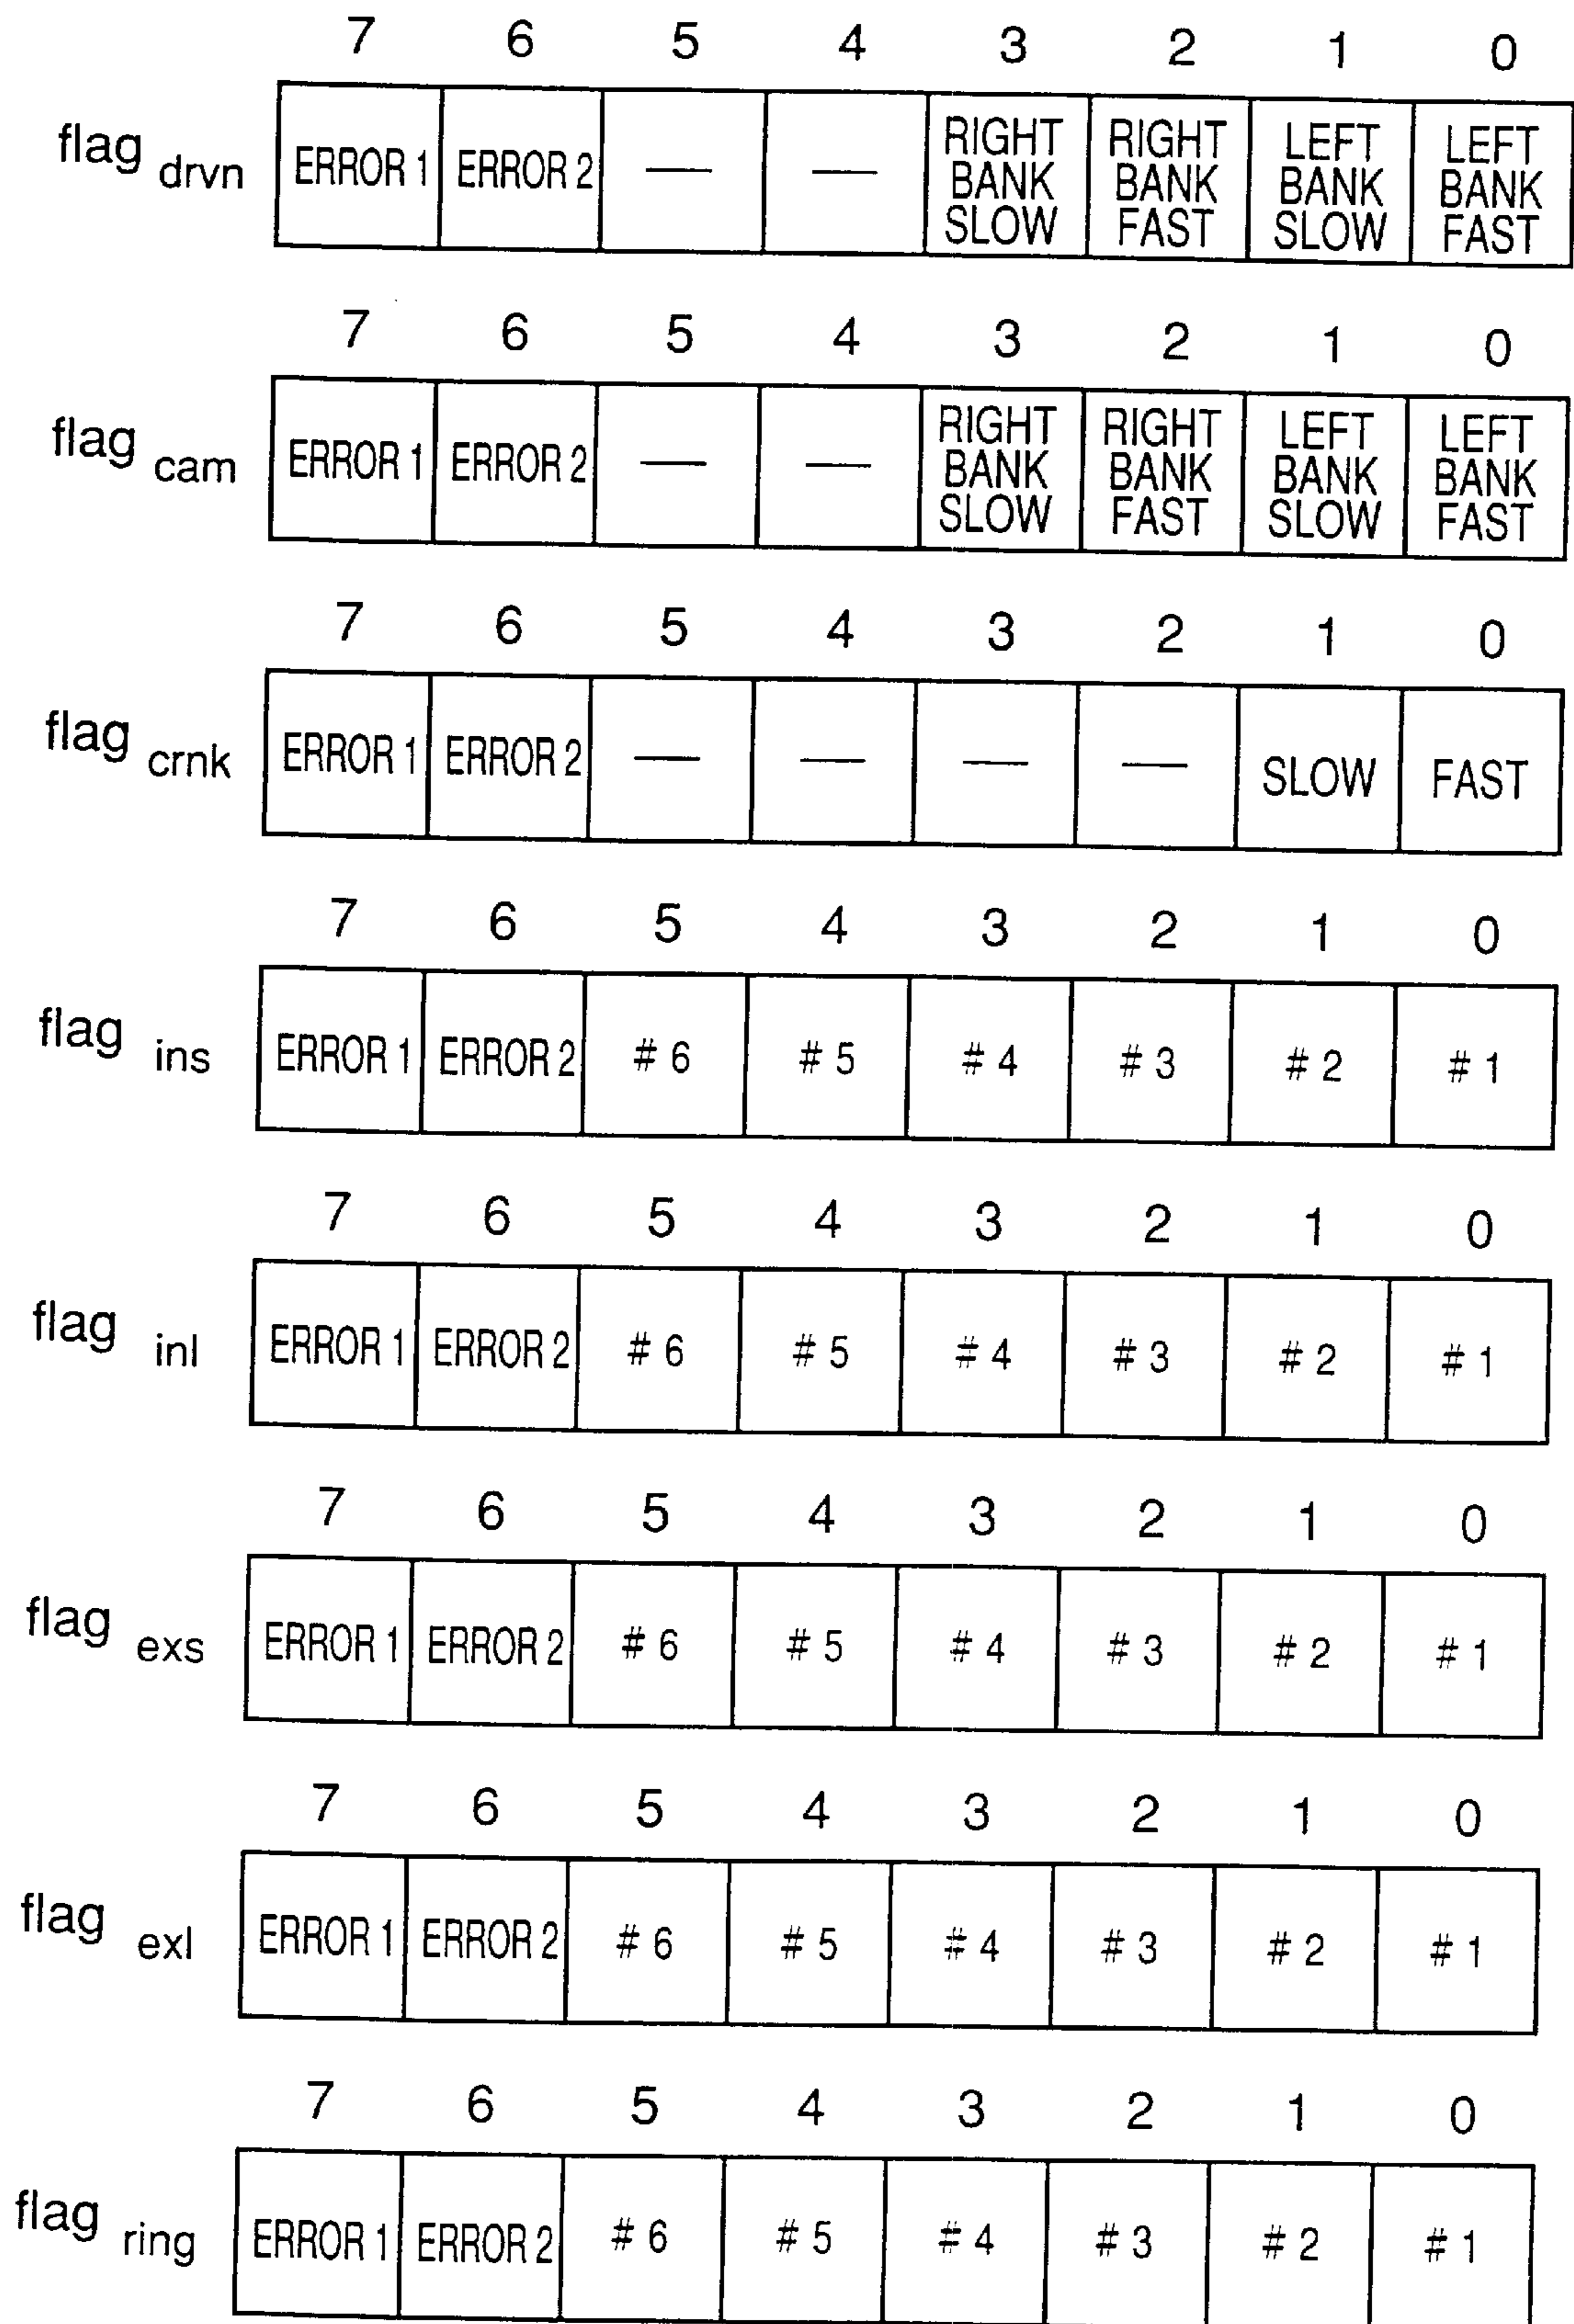 7 6 5 4 3 2 1 0
flag drvn ERROR 1 ERROR 2 — — RIGHT BANK SLOW RIGHT BANK FAST LEFT BANK SLOW LEFT BANK FAST
7 6 5 4 3 2 1 0
flag cam ERROR 1 ERROR 2 — — RIGHT BANK SLOW RIGHT BANK FAST LEFT BANK SLOW LEFT BANK FAST
7 6 5 4 3 2 1 0
flag crnk ERROR 1 ERROR 2 — — — — SLOW FAST
7 6 5 4 3 2 1 0
flag ins ERROR 1 ERROR 2 # 6 # 5 # 4 # 3 # 2 # 1
7 6 5 4 3 2 1 0
flag inl ERROR 1 ERROR 2 # 6 # 5 # 4 # 3 # 2 # 1
7 6 5 4 3 2 1 0
flag exs ERROR 1 ERROR 2 # 6 # 5 # 4 # 3 # 2 # 1
7 6 5 4 3 2 1 0
flag exl ERROR 1 ERROR 2 # 6 # 5 # 4 # 3 # 2 # 1
7 6 5 4 3 2 1 0
flag ring ERROR 1 ERROR 2 # 6 # 5 # 4 # 3 # 2 # 1